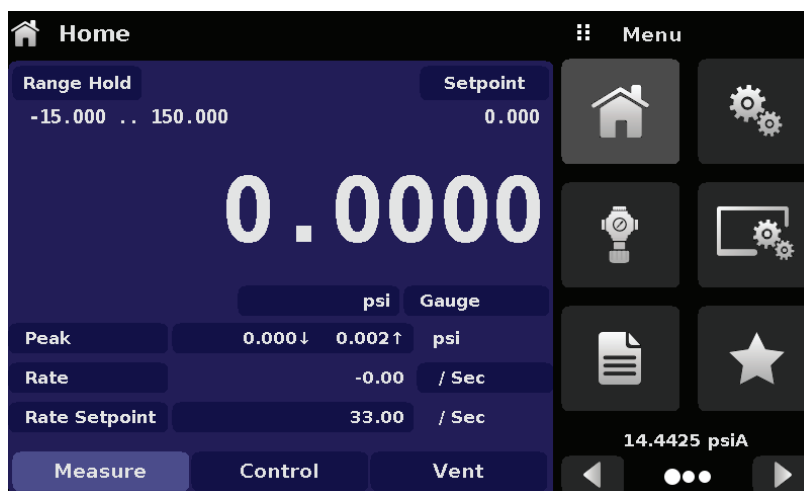 Home
Menu
Range Hold
Setpoint
-15.000 .. 150.000
0.000
0.0000
psi
Gauge
Peak
0.000↓ 0.002↑
psi
Rate
-0.00
/ Sec
Rate Setpoint
33.00
/ Sec
14.4425 psiA
Measure
Control
Vent